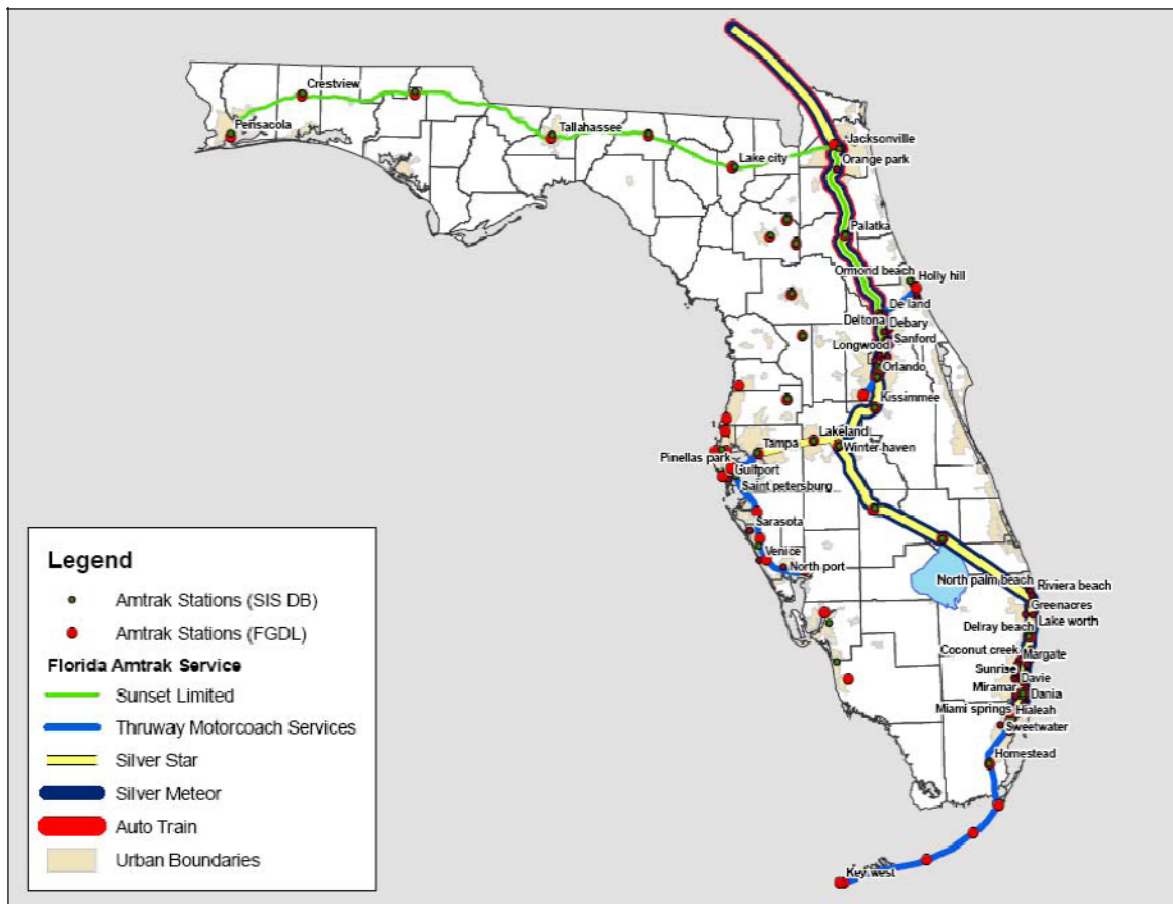 Crestview
Pensacola
Tallahassee
Lake city
Jacksonville
Orange park
Pallatka
Ormond beach
Holly hill
De land
Deltona
Debary
Sanford
Longwood
Orlando
Kissimmee
Lakeland
Tampa
Winter haven
Pinellas park
Gulfport
Saint petersburg
Sarasota
Venice
North port
North palm beach
Riviera beach
Greenacres
Lake worth
Delray beach
Coconut creek
Margate
Sunrise
Davie
Miramar
Dania
Miami springs
Hialeah
Sweetwater
Homestead
Key west
Legend
Amtrak Stations (SIS DB)
Amtrak Stations (FGDL)
Florida Amtrak Service
Sunset Limited
Thruway Motorcoach Services
Silver Star
Silver Meteor
Auto Train
Urban Boundaries